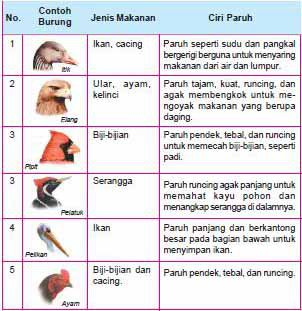 No. Contoh Burung Jenis Makanan Ciri Paruh
1 Itik Ikan, cacing Paruh seperti sudu dan pangkal
bergerigi berguna untuk menyaring
makanan dari air dan lumpur.
2 Elang Ular, ayam, kelinci Paruh tajam, kuat, runcing, dan
agak membengkok untuk me-
ngoyak makanan yang berupa
daging.
3 Pipit Biji-bijian Paruh pendek, tebal, dan runcing
untuk memecah biji-bijian, seperti
padi.
3 Pelatuk Serangga Paruh runcing agak panjang untuk
memahat kayu pohon dan
menangkap serangga di dalamnya.
4 Pelikan Ikan Paruh panjang dan berkantong
besar pada bagian bawah untuk
menyimpan ikan.
5 Ayam Biji-bijian dan cacing. Paruh pendek, tebal, dan runcing.